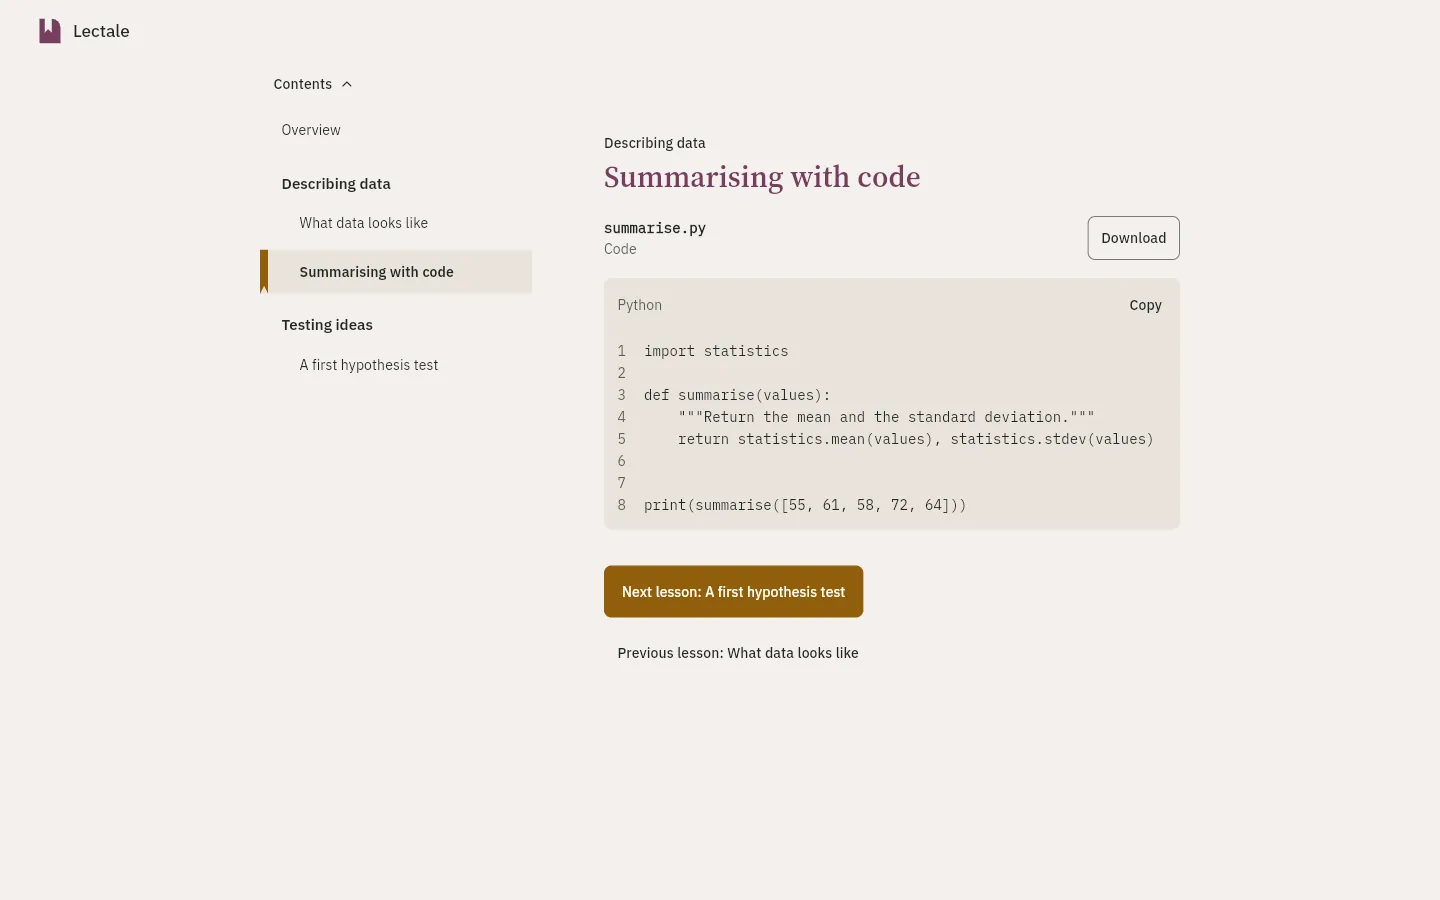 Lectale
Contents
Overview
Describing data
What data looks like
Summarising with code
Testing ideas
A first hypothesis test
Describing data
Summarising with code
summarise.py
Code
Download
Python
Copy
1 import statistics
2
3 def summarise(values):
4     """Return the mean and the standard deviation."""
5     return statistics.mean(values), statistics.stdev(values)
6
7
8 print(summarise([55, 61, 58, 72, 64]))
Next lesson: A first hypothesis test
Previous lesson: What data looks like